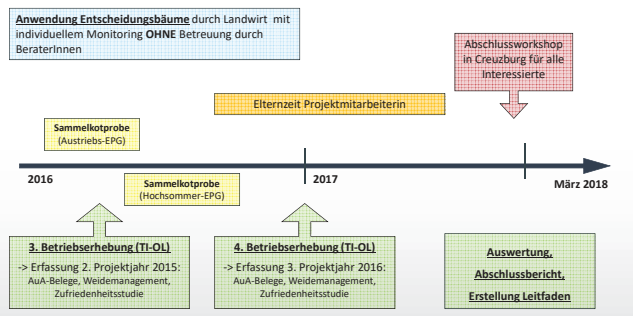 Anwendung Entscheidungsbäume durch Landwirt mit
individuellem Monitoring OHNE Betreuung durch
BeraterInnen
Abschlussworkshop
in Creuzburg für alle
Interessierte
Elternzeit Projektmitarbeiterin
Sammelkotprobe
(Austriebs-EPG)
2016
2017
März 2018
Sammelkotprobe
(Hochsommer-EPG)
3. Betriebserhebung (TI-OL)
-> Erfassung 2. Projektjahr 2015:
AuA-Belege, Weidemanagement,
Zufriedenheitsstudie
4. Betriebserhebung (TI-OL)
-> Erfassung 3. Projektjahr 2016:
AuA-Belege, Weidemanagement,
Zufriedenheitsstudie
Auswertung,
Abschlussbericht,
Erstellung Leitfaden